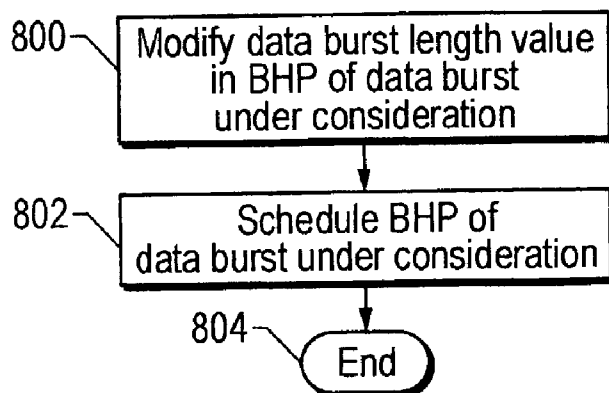 800
Modify data burst length value
in BHP of data burst
under consideration
802
Schedule BHP of
data burst under consideration
804
End